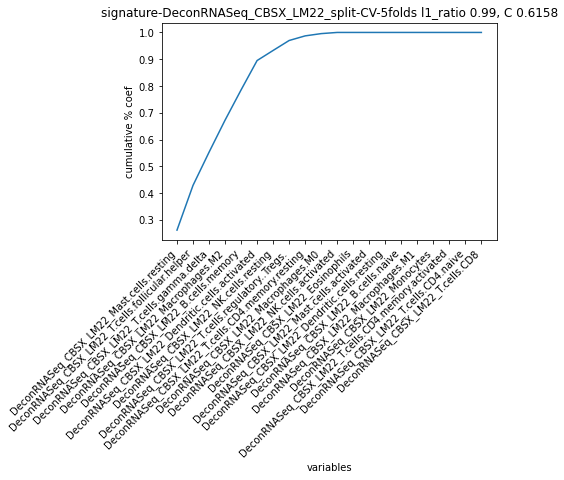 signature-DeconRNASeq_CBSX_LM22_split-CV-5folds l1_ratio 0.99, C 0.6158
cumulative % coef
1.0
0.9
0.8
0.7
0.6
0.5
0.4
0.3
DeconRNASeq_CBSX_LM22_Mast.cells.resting
DeconRNASeq_CBSX_LM22_T.cells.follicular.helper
DeconRNASeq_CBSX_LM22_T.cells.gamma.delta
DeconRNASeq_CBSX_LM22_Macrophages.M2
DeconRNASeq_CBSX_LM22_B.cells.memory
DeconRNASeq_CBSX_LM22_Dendritic.cells.activated
DeconRNASeq_CBSX_LM22_NK.cells.resting
DeconRNASeq_CBSX_LM22_T.cells.regulatory..Tregs.
DeconRNASeq_CBSX_LM22_T.cells.CD4.memory.resting
DeconRNASeq_CBSX_LM22_Macrophages.M0
DeconRNASeq_CBSX_LM22_NK.cells.activated
DeconRNASeq_CBSX_LM22_Eosinophils
DeconRNASeq_CBSX_LM22_Mast.cells.activated
DeconRNASeq_CBSX_LM22_Dendritic.cells.resting
DeconRNASeq_CBSX_LM22_B.cells.naive
DeconRNASeq_CBSX_LM22_Macrophages.M1
DeconRNASeq_CBSX_LM22_Monocytes
DeconRNASeq_CBSX_LM22_T.cells.CD4.memory.activated
DeconRNASeq_CBSX_LM22_T.cells.CD4.naive
DeconRNASeq_CBSX_LM22_T.cells.CD8
variables